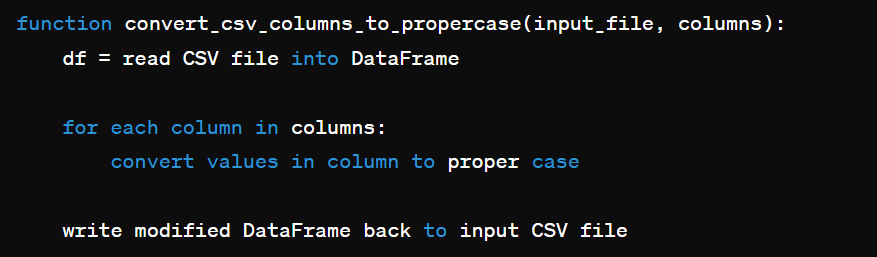 function convert_csv_columns_to_propercase(input_file, columns):
df = read CSV file into DataFrame
for each column in columns:
convert values in column to proper case
write modified DataFrame back to input CSV file